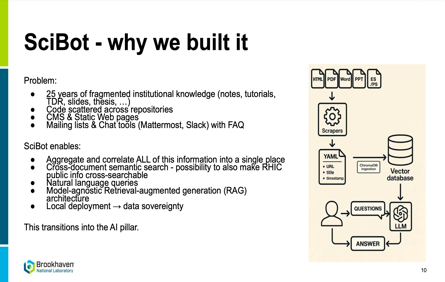 SciBot - why we built it
Problem:
● 25 years of fragmented institutional knowledge (notes, tutorials,
TDR, slides, thesis, …)
● Code scattered across repositories
● CMS & Static Web pages
● Mailing lists & Chat tools (Mattermost, Slack) with FAQ
SciBot enables:
● Aggregate and correlate ALL of this information into a single place
● Cross-document semantic search - possibility to also make RHIC
public info cross-searchable
● Natural language queries
● Model-agnostic Retrieval-augmented generation (RAG)
architecture
● Local deployment → data sovereignty
This transitions into the AI pillar.
HTML PDF Word PPT ES/PS
Scrapers
YAML
• URL
• title
• timestamp
ChromaDB
ingestion
Vector
database
QUESTIONS
LLM
ANSWER
Brookhaven
National Laboratory
10